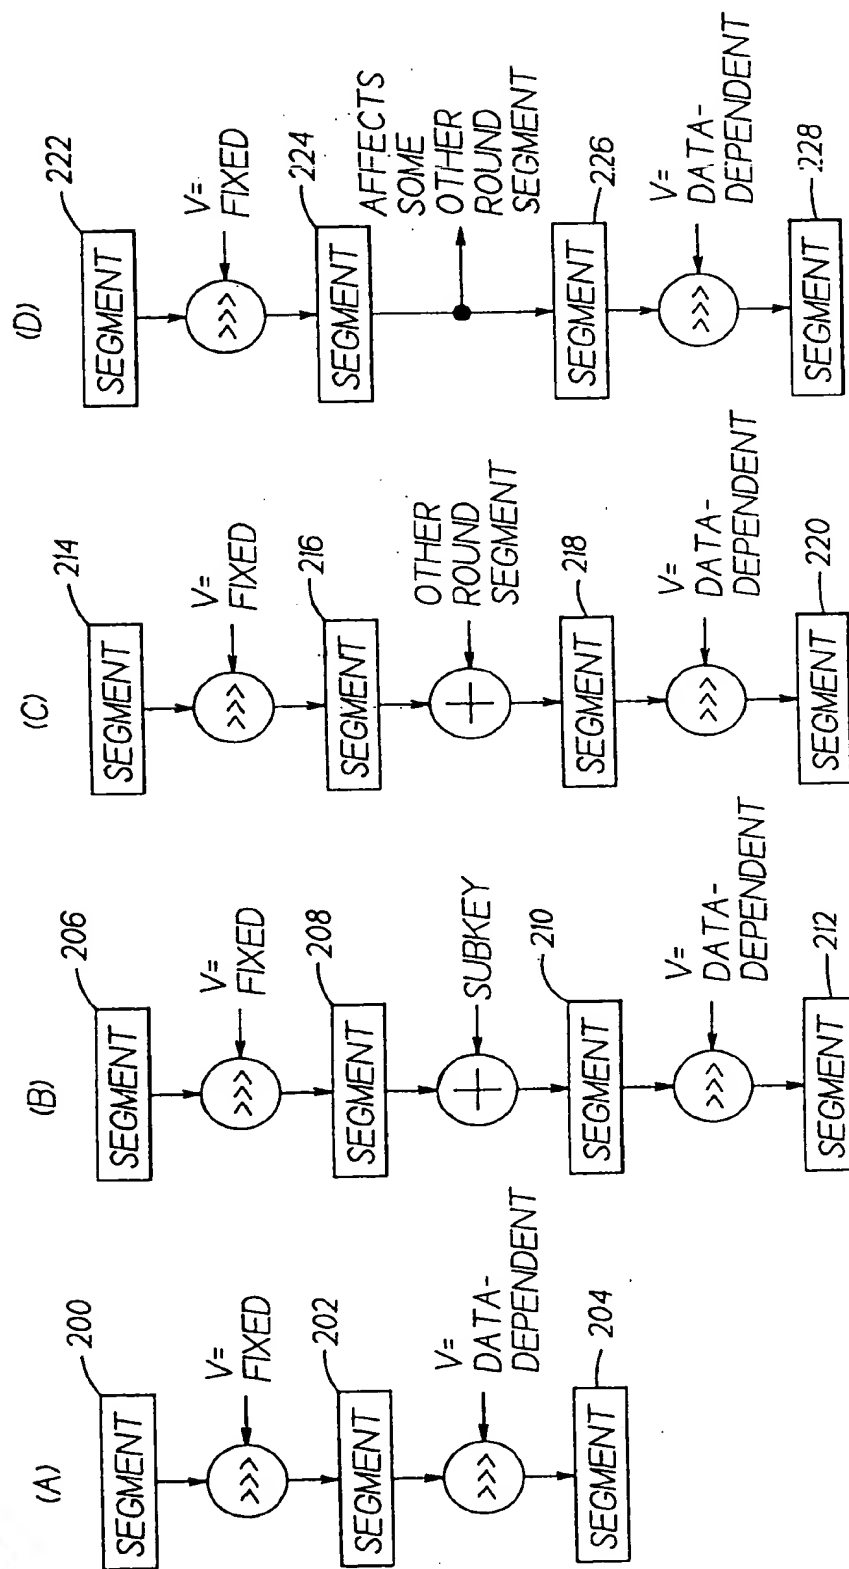 (A)
200
SEGMENT
V=
FIXED
>>>
202
SEGMENT
V=
DATA-
DEPENDENT
>>>
204
SEGMENT
(B)
206
SEGMENT
V=
FIXED
>>>
208
SEGMENT
SUBKEY
+
210
SEGMENT
V=
DATA-
DEPENDENT
>>>
212
SEGMENT
(C)
214
SEGMENT
V=
FIXED
>>>
216
SEGMENT
OTHER
ROUND
SEGMENT
+
218
SEGMENT
V=
DATA-
DEPENDENT
>>>
220
SEGMENT
(D)
222
SEGMENT
V=
FIXED
>>>
224
SEGMENT
AFFECTS
SOME
OTHER
ROUND
SEGMENT
226
SEGMENT
V=
DATA-
DEPENDENT
>>>
228
SEGMENT